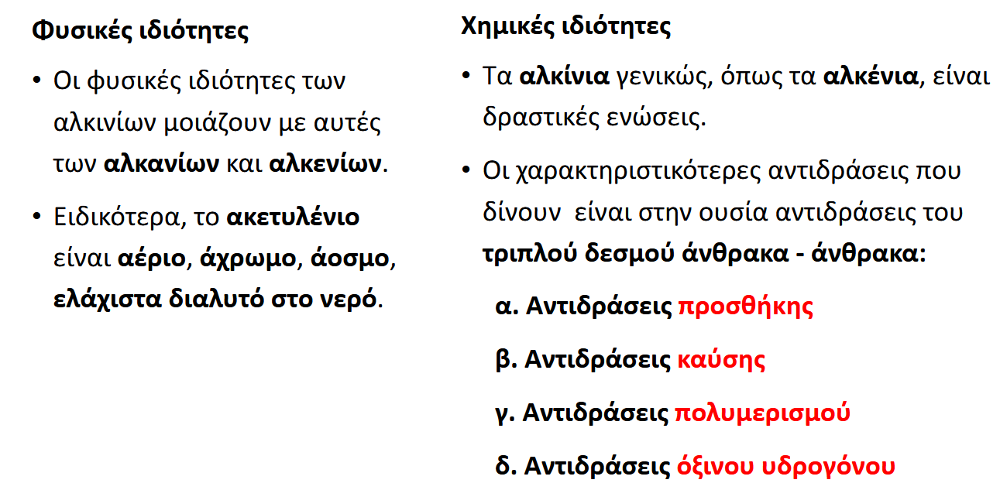 Φυσικές ιδιότητες
• Οι φυσικές ιδιότητες των
αλκινίων μοιάζουν με αυτές
των αλκανίων και αλκενίων.
• Ειδικότερα, το ακετυλένιο
είναι αέριο, άχρωμο, άοσμο,
ελάχιστα διαλυτό στο νερό.
Χημικές ιδιότητες
• Τα αλκίνια γενικώς, όπως τα αλκένια, είναι
δραστικές ενώσεις.
• Οι χαρακτηριστικότερες αντιδράσεις που
δίνουν είναι στην ουσία αντιδράσεις του
τριπλού δεσμού άνθρακα - άνθρακα:
α. Αντιδράσεις προσθήκης
β. Αντιδράσεις καύσης
γ. Αντιδράσεις πολυμερισμού
δ. Αντιδράσεις όξινου υδρογόνου